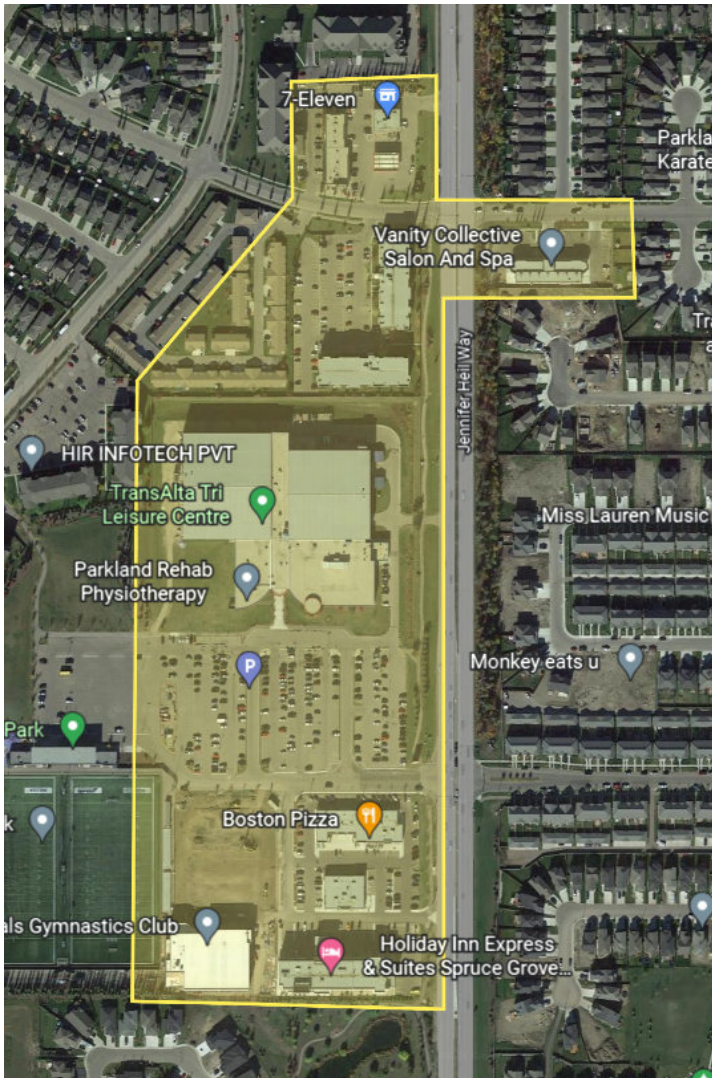 7-Eleven
Parkla
Karate
Vanity Collective
Salon And Spa
Tra
a
Jennifer Heil Way
HIR INFOTECH PVT
TransAlta Tri
Leisure Centre
Miss Lauren Music
Parkland Rehab
Physiotherapy
Monkey eats u
P
Park
Boston Pizza
k
als Gymnastics Club
Holiday Inn Express
& Suites Spruce Grove...